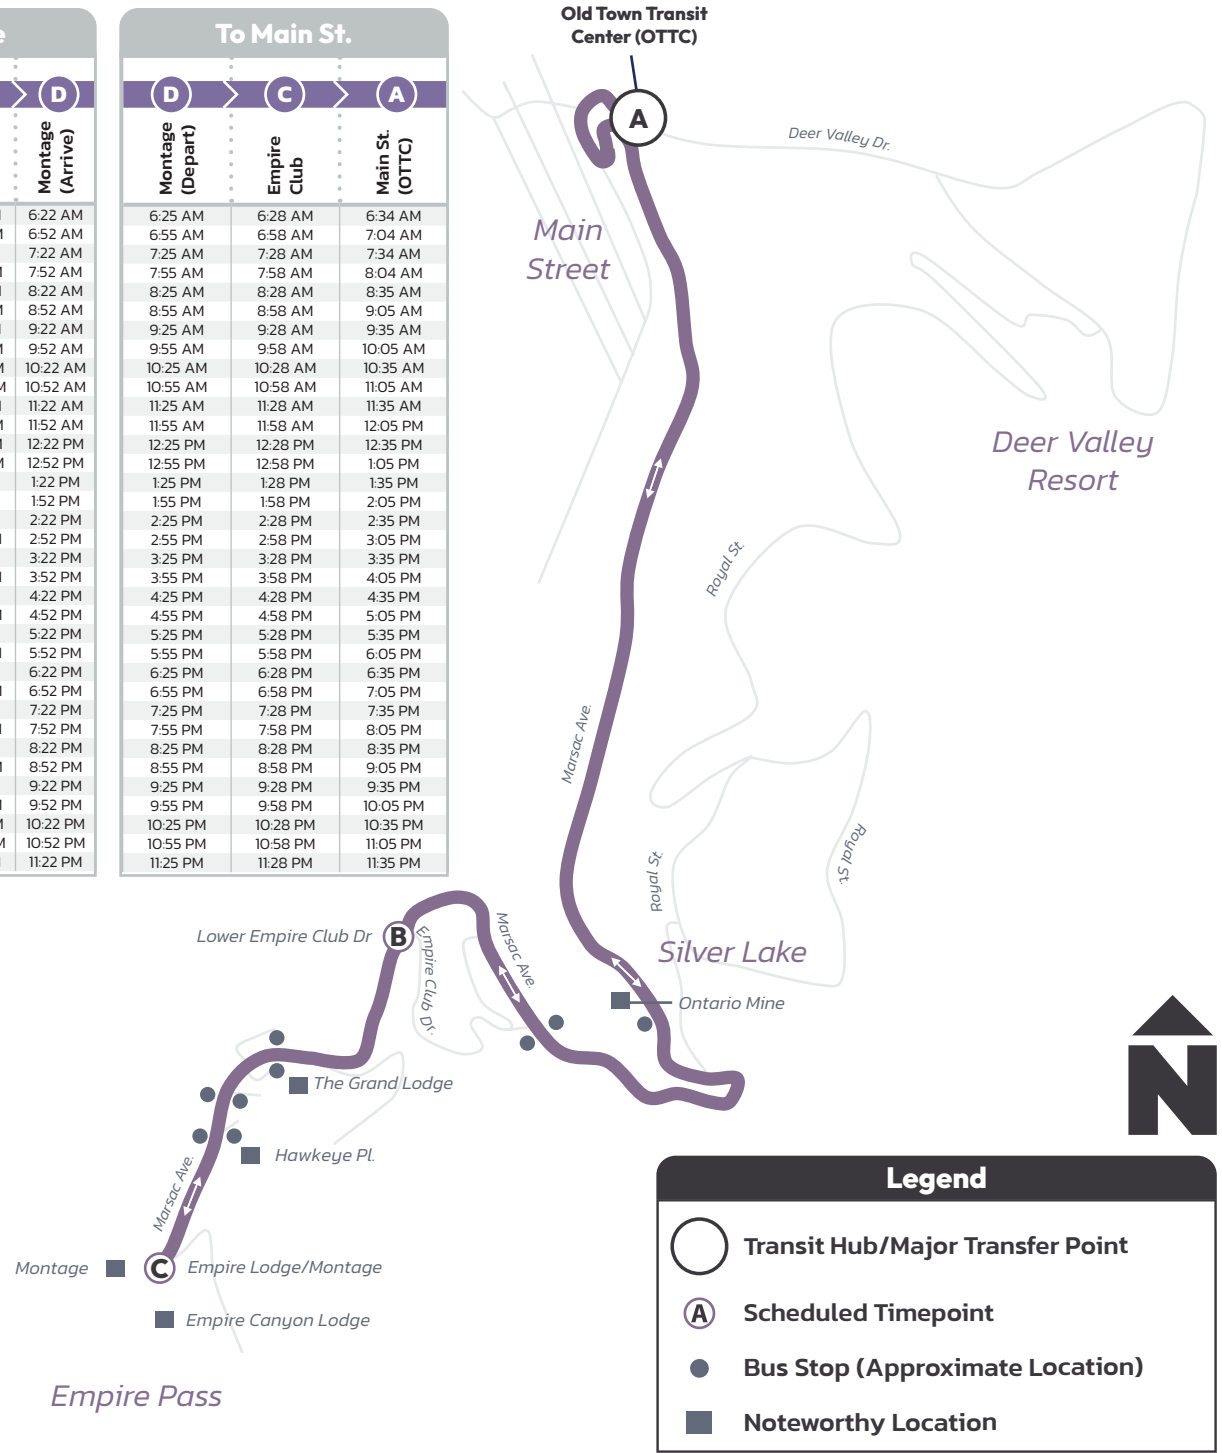 e
D
Montage
(Arrive)
6:22 AM
6:52 AM
7:22 AM
7:52 AM
8:22 AM
8:52 AM
9:22 AM
9:52 AM
10:22 AM
10:52 AM
11:22 AM
11:52 AM
12:22 PM
12:52 PM
1:22 PM
1:52 PM
2:22 PM
2:52 PM
3:22 PM
3:52 PM
4:22 PM
4:52 PM
5:22 PM
5:52 PM
6:22 PM
6:52 PM
7:22 PM
7:52 PM
8:22 PM
8:52 PM
9:22 PM
9:52 PM
10:22 PM
10:52 PM
11:22 PM
To Main St.
D C A
Montage
(Depart)
Empire
Club
Main St.
(OTTC)
6:25 AM 6:28 AM 6:34 AM
6:55 AM 6:58 AM 7:04 AM
7:25 AM 7:28 AM 7:34 AM
7:55 AM 7:58 AM 8:04 AM
8:25 AM 8:28 AM 8:35 AM
8:55 AM 8:58 AM 9:05 AM
9:25 AM 9:28 AM 9:35 AM
9:55 AM 9:58 AM 10:05 AM
10:25 AM 10:28 AM 10:35 AM
10:55 AM 10:58 AM 11:05 AM
11:25 AM 11:28 AM 11:35 AM
11:55 AM 11:58 AM 12:05 PM
12:25 PM 12:28 PM 12:35 PM
12:55 PM 12:58 PM 1:05 PM
1:25 PM 1:28 PM 1:35 PM
1:55 PM 1:58 PM 2:05 PM
2:25 PM 2:28 PM 2:35 PM
2:55 PM 2:58 PM 3:05 PM
3:25 PM 3:28 PM 3:35 PM
3:55 PM 3:58 PM 4:05 PM
4:25 PM 4:28 PM 4:35 PM
4:55 PM 4:58 PM 5:05 PM
5:25 PM 5:28 PM 5:35 PM
5:55 PM 5:58 PM 6:05 PM
6:25 PM 6:28 PM 6:35 PM
6:55 PM 6:58 PM 7:05 PM
7:25 PM 7:28 PM 7:35 PM
7:55 PM 7:58 PM 8:05 PM
8:25 PM 8:28 PM 8:35 PM
8:55 PM 8:58 PM 9:05 PM
9:25 PM 9:28 PM 9:35 PM
9:55 PM 9:58 PM 10:05 PM
10:25 PM 10:28 PM 10:35 PM
10:55 PM 10:58 PM 11:05 PM
11:25 PM 11:28 PM 11:35 PM
Old Town Transit
Center (OTTC)
A
Deer Valley Dr.
Main
Street
Deer Valley
Resort
Royal St.
Marsac Ave.
Royal St.
Royal St.
Silver Lake
Ontario Mine
Marsac Ave.
Lower Empire Club Dr
B
Empire Club Dr.
The Grand Lodge
Hawkeye Pl.
Marsac Ave.
Montage
C
Empire Lodge/Montage
Empire Canyon Lodge
Empire Pass
N
Legend
Transit Hub/Major Transfer Point
A
Scheduled Timepoint
Bus Stop (Approximate Location)
Noteworthy Location